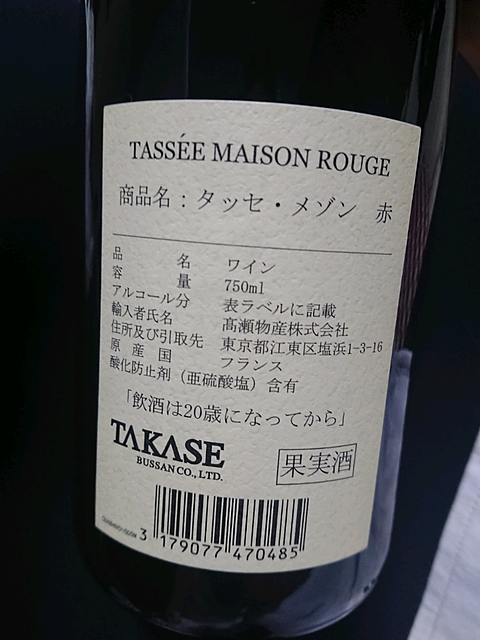 TASSÉE MAISON ROUGE
商品名：タッセ・メゾン 赤
品名 ワイン
容量 750ml
アルコール分 表ラベルに記載
輸入者氏名 髙瀬物産株式会社
住所及び引取先 東京都江東区塩浜1-3-16
原産国 フランス
酸化防止剤（亜硫酸塩）含有
「飲酒は20歳になってから」
TAKASE
BUSSAN CO., LTD.
果実酒
3 179077 470485